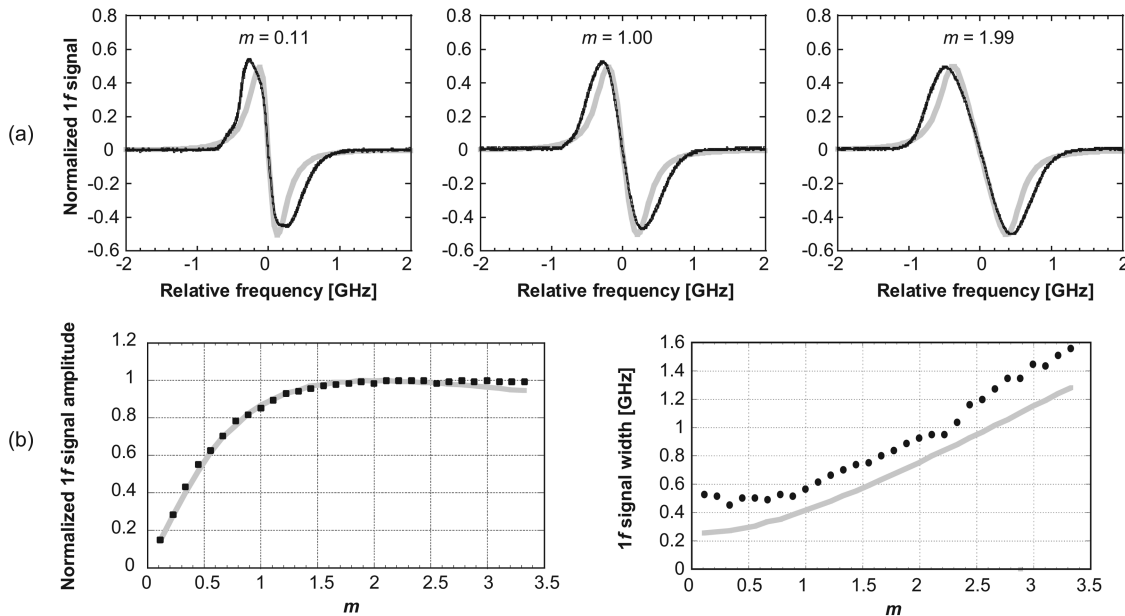 (a)
Normalized 1f signal
0.8
0.6
0.4
0.2
0
-0.2
-0.4
-0.6
m = 0.11
-2 -1 0 1 2
Relative frequency [GHz]
0.8
0.6
0.4
0.2
0
-0.2
-0.4
-0.6
m = 1.00
-2 -1 0 1 2
Relative frequency [GHz]
0.8
0.6
0.4
0.2
0
-0.2
-0.4
-0.6
m = 1.99
-2 -1 0 1 2
Relative frequency [GHz]
(b)
Normalized 1f signal amplitude
1.2
1
0.8
0.6
0.4
0.2
0
0 0.5 1 1.5 2 2.5 3 3.5
m
1f signal width [GHz]
1.6
1.4
1.2
1
0.8
0.6
0.4
0.2
0
0 0.5 1 1.5 2 2.5 3 3.5
m